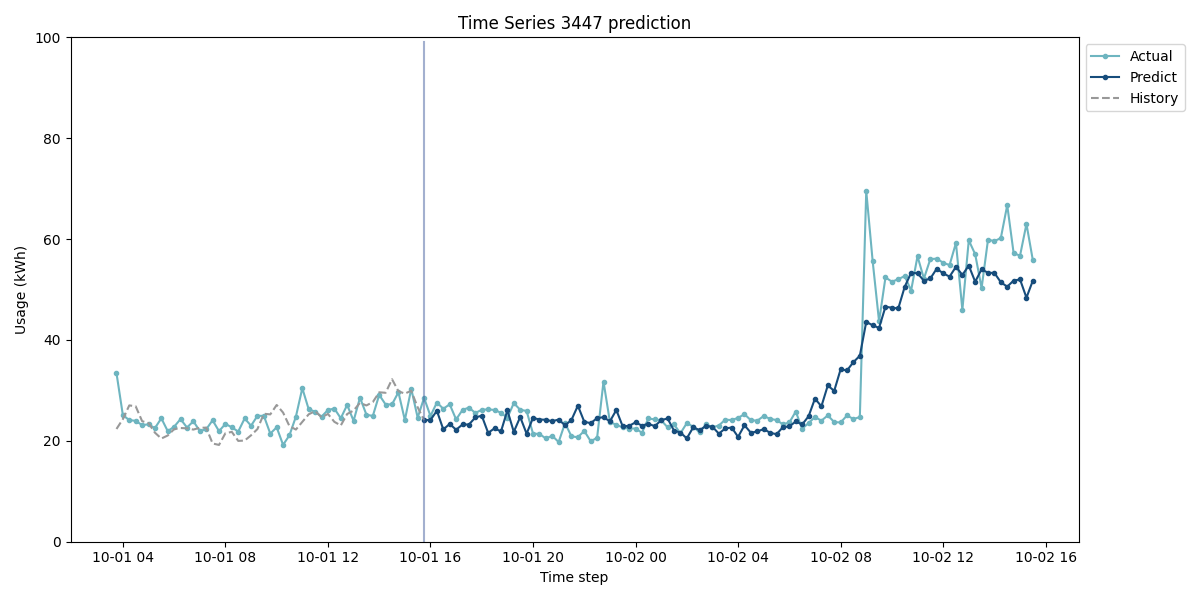 Time Series 3447 prediction
Actual
Predict
History
Usage (kWh)
100
80
60
40
20
0
10-01 04
10-01 08
10-01 12
10-01 16
10-01 20
10-02 00
10-02 04
10-02 08
10-02 12
10-02 16
Time step